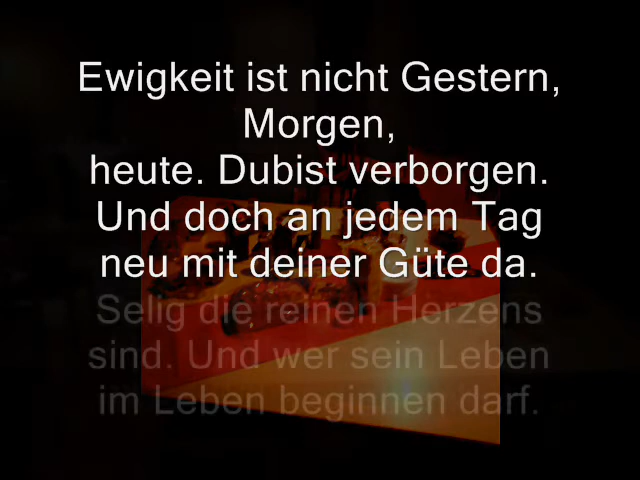 Ewigkeit ist nicht Gestern,
Morgen,
heute. Dubist verborgen.
Und doch an jedem Tag
neu mit deiner Güte da.
Selig die reinen Herzens
sind. Und wer sein Leben
im Leben beginnen darf.